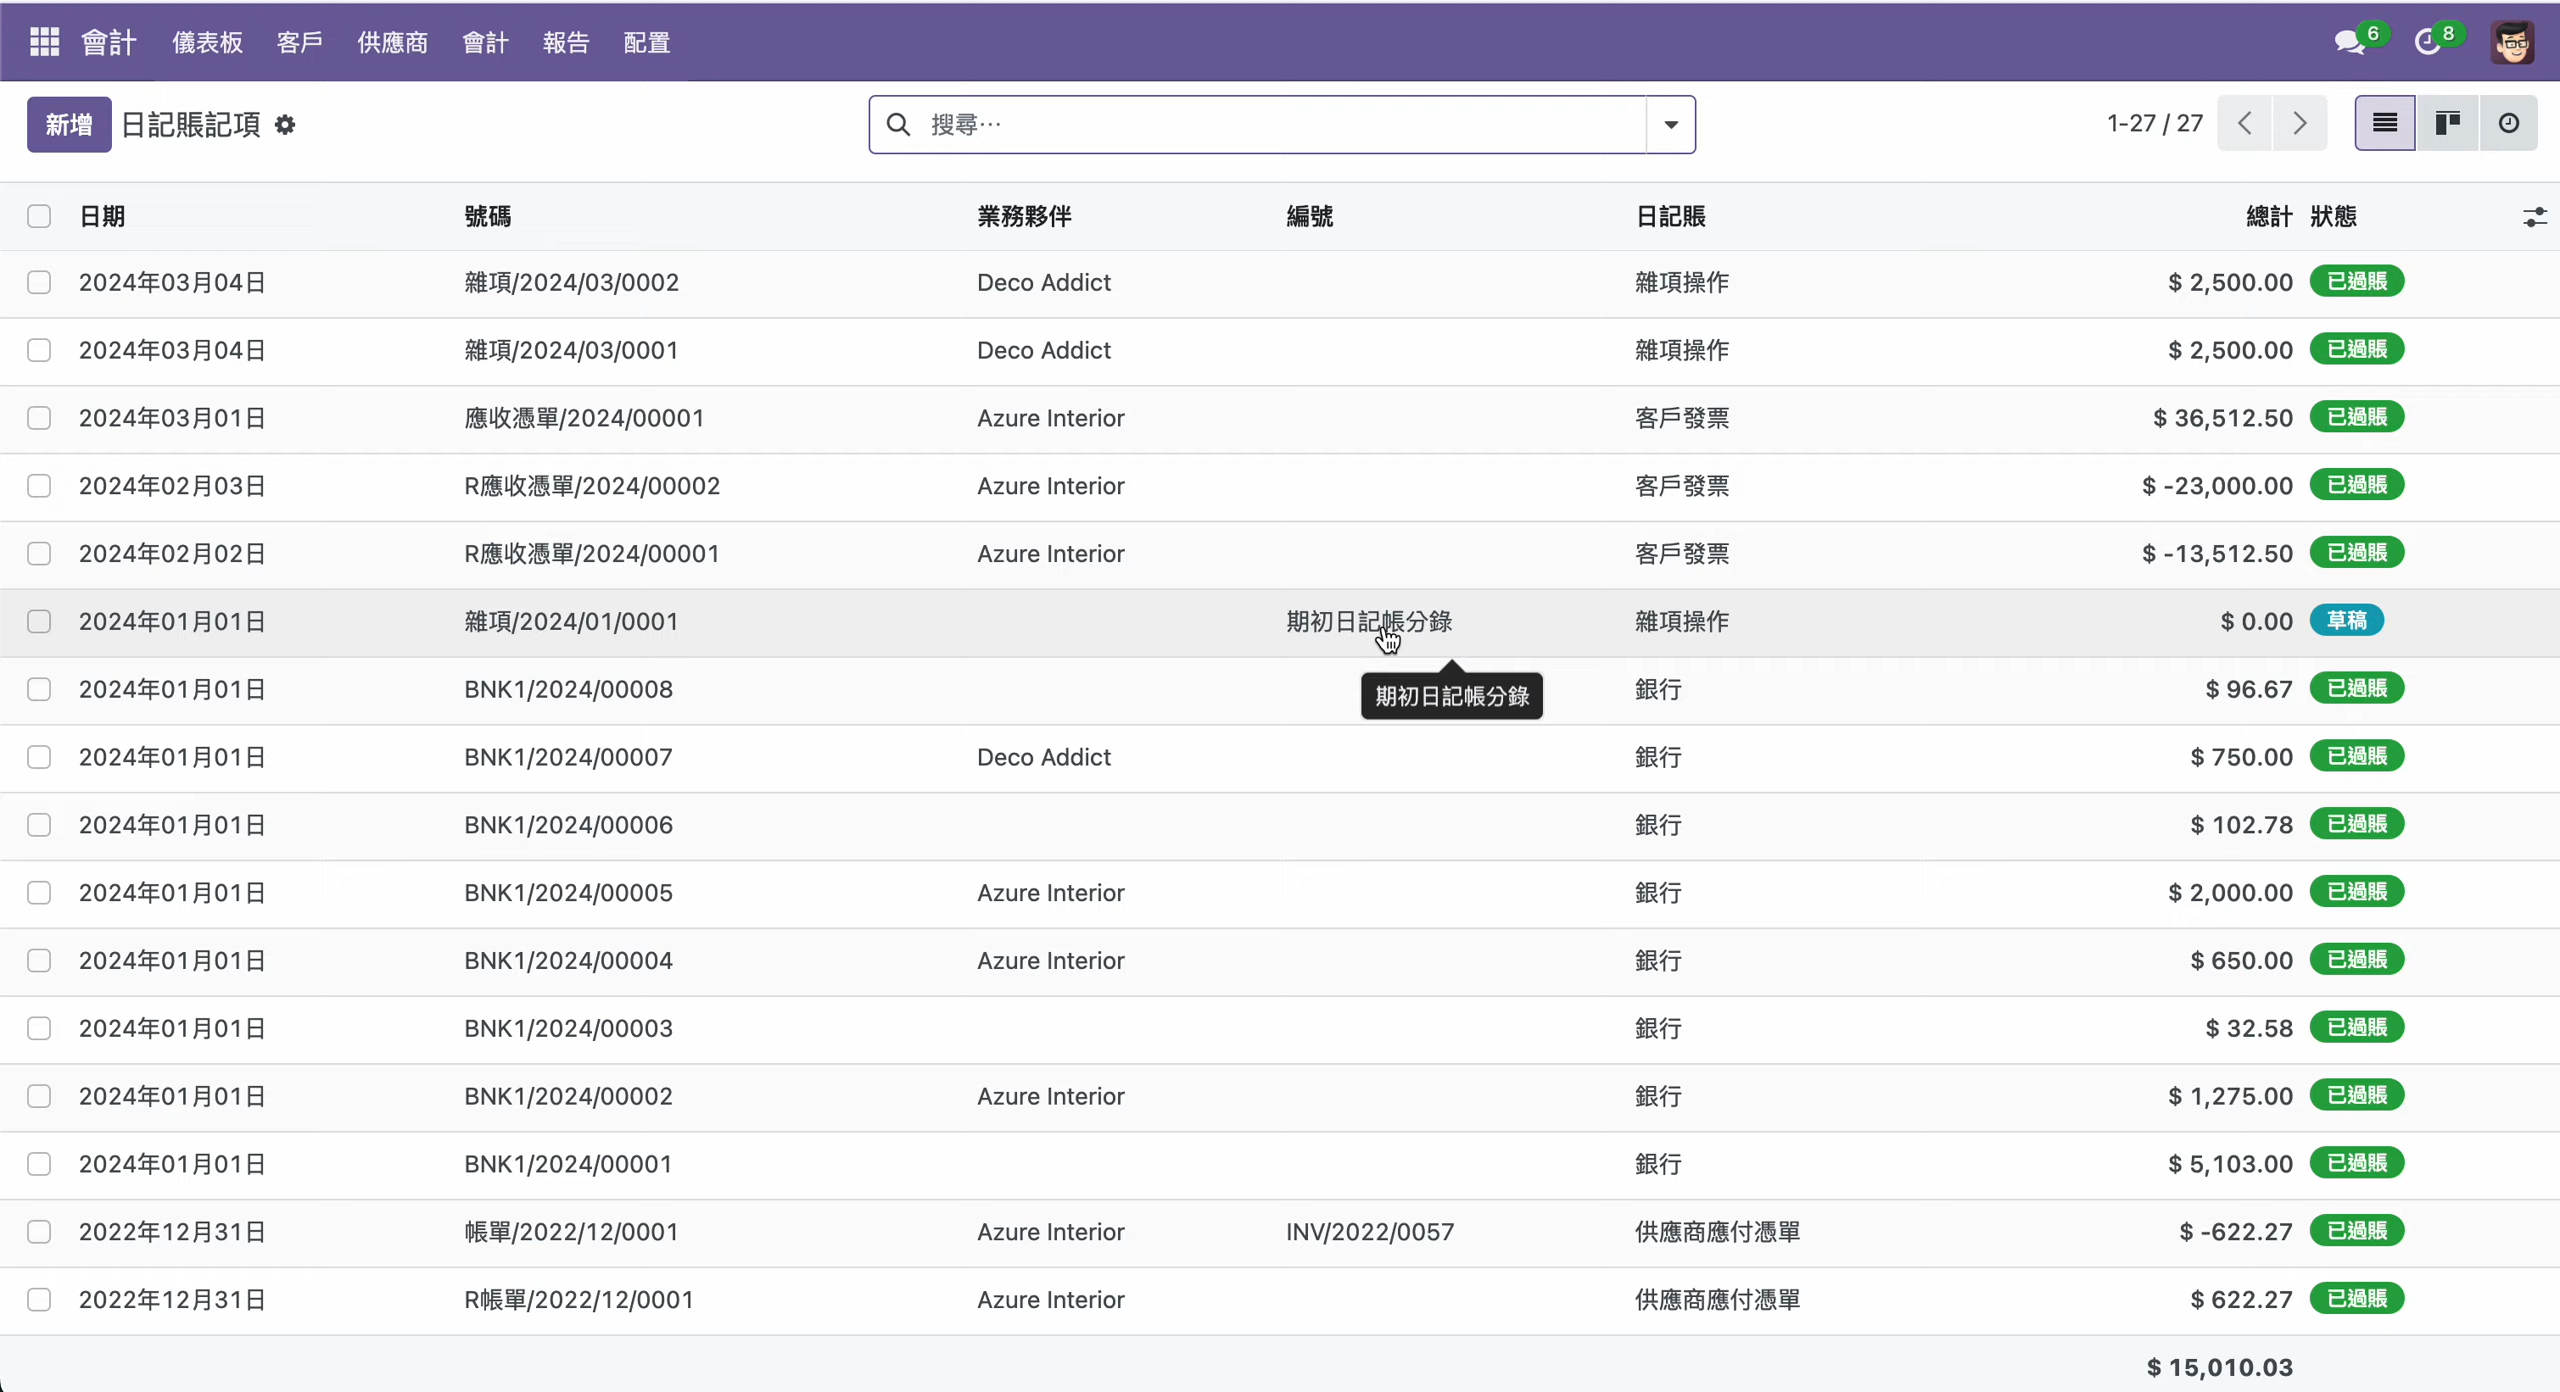 會計 儀表板 客戶 供應商 會計 報告 配置 6 8
新增 日記賬記項 搜尋… 1-27 / 27
日期 號碼 業務夥伴 編號 日記賬 總計 狀態
2024年03月04日 雜項/2024/03/0002 Deco Addict 雜項操作 $ 2,500.00 已過賬
2024年03月04日 雜項/2024/03/0001 Deco Addict 雜項操作 $ 2,500.00 已過賬
2024年03月01日 應收憑單/2024/00001 Azure Interior 客戶發票 $ 36,512.50 已過賬
2024年02月03日 R應收憑單/2024/00002 Azure Interior 客戶發票 $ -23,000.00 已過賬
2024年02月02日 R應收憑單/2024/00001 Azure Interior 客戶發票 $ -13,512.50 已過賬
2024年01月01日 雜項/2024/01/0001 期初日記帳分錄 雜項操作 $ 0.00 草稿
2024年01月01日 BNK1/2024/00008 期初日記帳分錄 銀行 $ 96.67 已過賬
2024年01月01日 BNK1/2024/00007 Deco Addict 銀行 $ 750.00 已過賬
2024年01月01日 BNK1/2024/00006 銀行 $ 102.78 已過賬
2024年01月01日 BNK1/2024/00005 Azure Interior 銀行 $ 2,000.00 已過賬
2024年01月01日 BNK1/2024/00004 Azure Interior 銀行 $ 650.00 已過賬
2024年01月01日 BNK1/2024/00003 銀行 $ 32.58 已過賬
2024年01月01日 BNK1/2024/00002 Azure Interior 銀行 $ 1,275.00 已過賬
2024年01月01日 BNK1/2024/00001 銀行 $ 5,103.00 已過賬
2022年12月31日 帳單/2022/12/0001 Azure Interior INV/2022/0057 供應商應付憑單 $ -622.27 已過賬
2022年12月31日 R帳單/2022/12/0001 Azure Interior 供應商應付憑單 $ 622.27 已過賬
$ 15,010.03